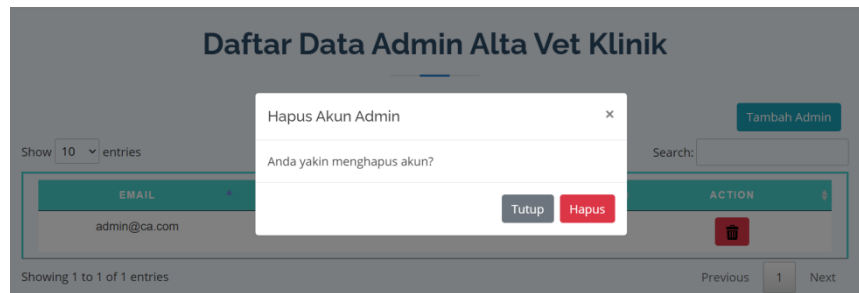 Daftar Data Admin Alta Vet Klinik
Hapus Akun Admin ×
Tambah Admin
Show 10 entries
Search:
Anda yakin menghapus akun?
Tutup Hapus
EMAIL ACTION
admin@ca.com
Showing 1 to 1 of 1 entries
Previous 1 Next